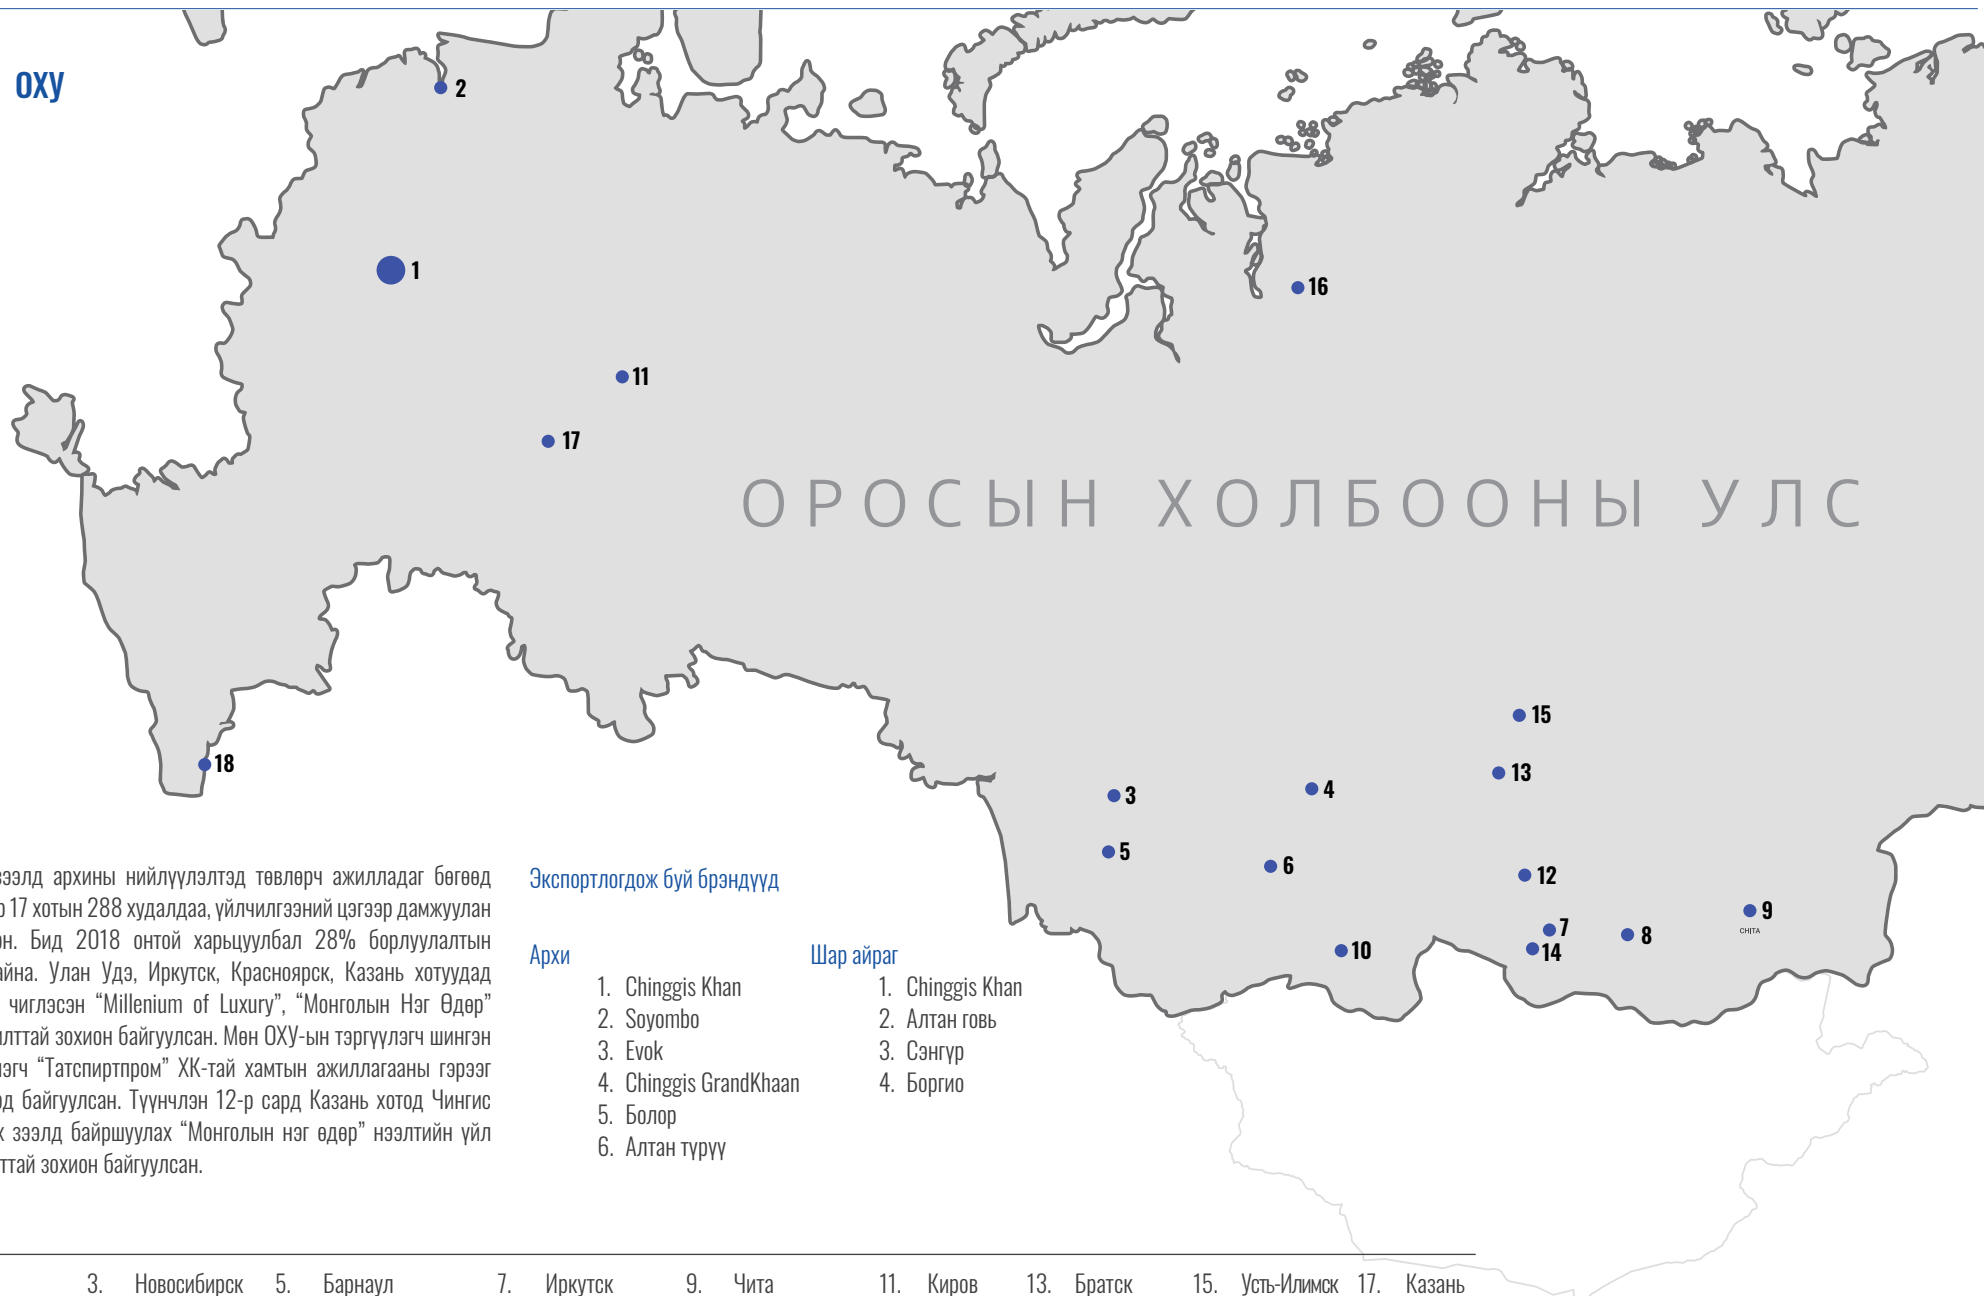 ОХУ
2
1
16
11
17
ОРОСЫН ХОЛБООНЫ УЛС
15
13
18
3
4
5
6
12
9
CHITA
7
8
14
10
зээлд архины нийлүүлэлтэд төвлөрч ажилладаг бөгөөд
р 17 хотын 288 худалдаа, үйлчилгээний цэгээр дамжуулан
эн. Бид 2018 онтой харьцуулбал 28% борлуулалтын
айна. Улан Удэ, Иркутск, Красноярск, Казань хотуудад
чиглэсэн “Millenium of Luxury”, “Монголын Нэг Өдөр”
илттай зохион байгуулсан. Мөн ОХУ-ын тэргүүлэгч шингэн
лэгч “Татспиртпром” ХК-тай хамтын ажиллагааны гэрээг
од байгуулсан. Түүнчлэн 12-р сард Казань хотод Чингис
х зээлд байршуулах “Монголын нэг өдөр” нээлтийн үйл
ттай зохион байгуулсан.
Экспортлогдож буй брэндүүд
Архи
1. Chinggis Khan
2. Soyombo
3. Evok
4. Chinggis GrandKhaan
5. Болор
6. Алтан түрүү
Шар айраг
1. Chinggis Khan
2. Алтан говь
3. Сэнгүр
4. Боргио
3. Новосибирск 5. Барнаул 7. Иркутск 9. Чита 11. Киров 13. Братск 15. Усть-Илимск 17. Казань